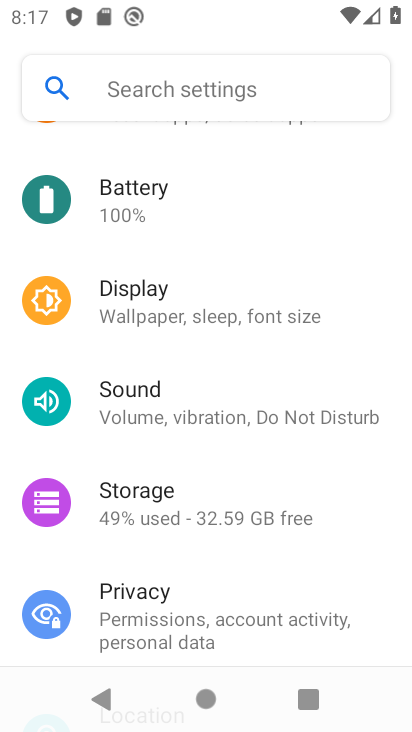 8:17
Search settings
Battery
100%
Display
Wallpaper, sleep, font size
Sound
Volume, vibration, Do Not Disturb
Storage
49% used - 32.59 GB free
Privacy
Permissions, account activity,
personal data
Location